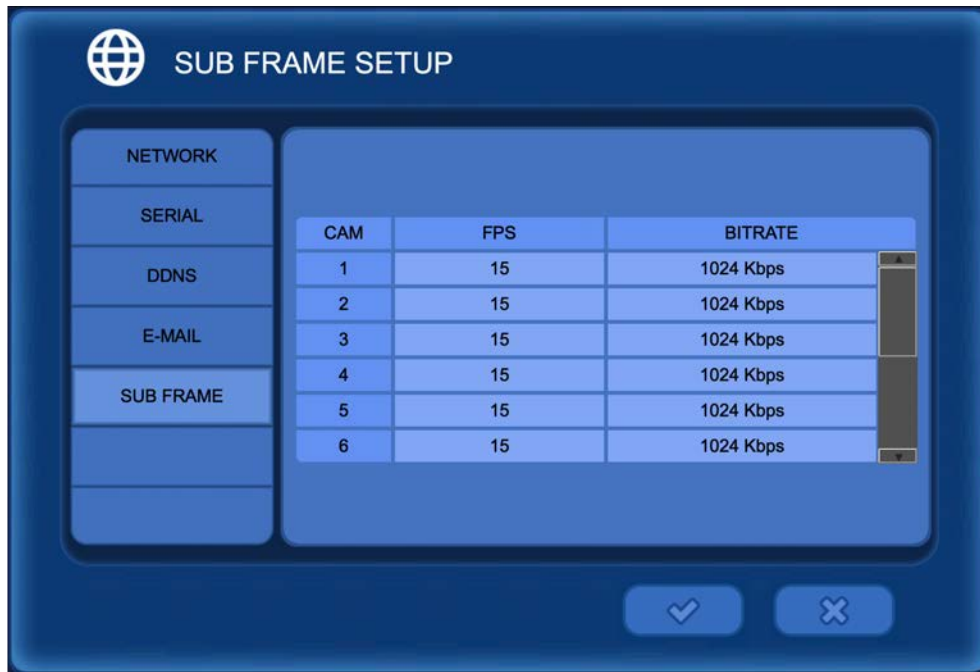 SUB FRAME SETUP
NETWORK
SERIAL
DDNS
E-MAIL
SUB FRAME
CAM FPS BITRATE
1 15 1024 Kbps
2 15 1024 Kbps
3 15 1024 Kbps
4 15 1024 Kbps
5 15 1024 Kbps
6 15 1024 Kbps